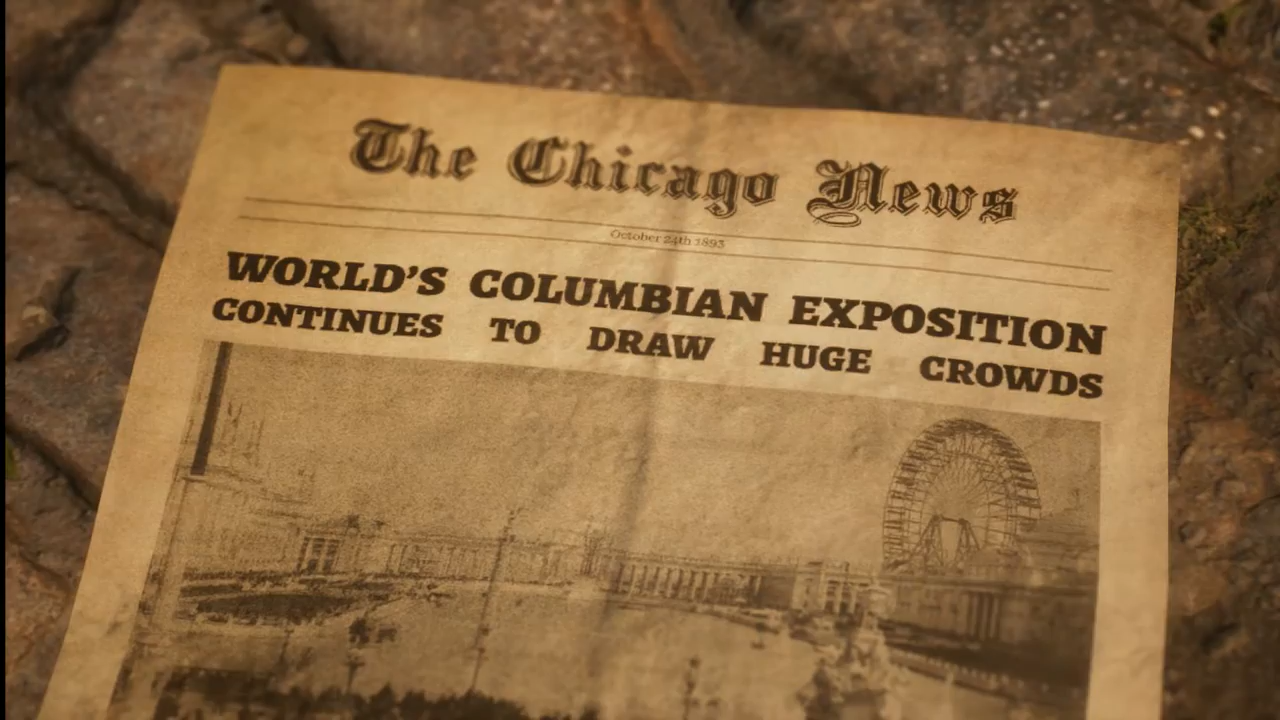 The Chicago News
October 24th 1893
WORLD'S COLUMBIAN EXPOSITION
CONTINUES TO DRAW HUGE CROWDS